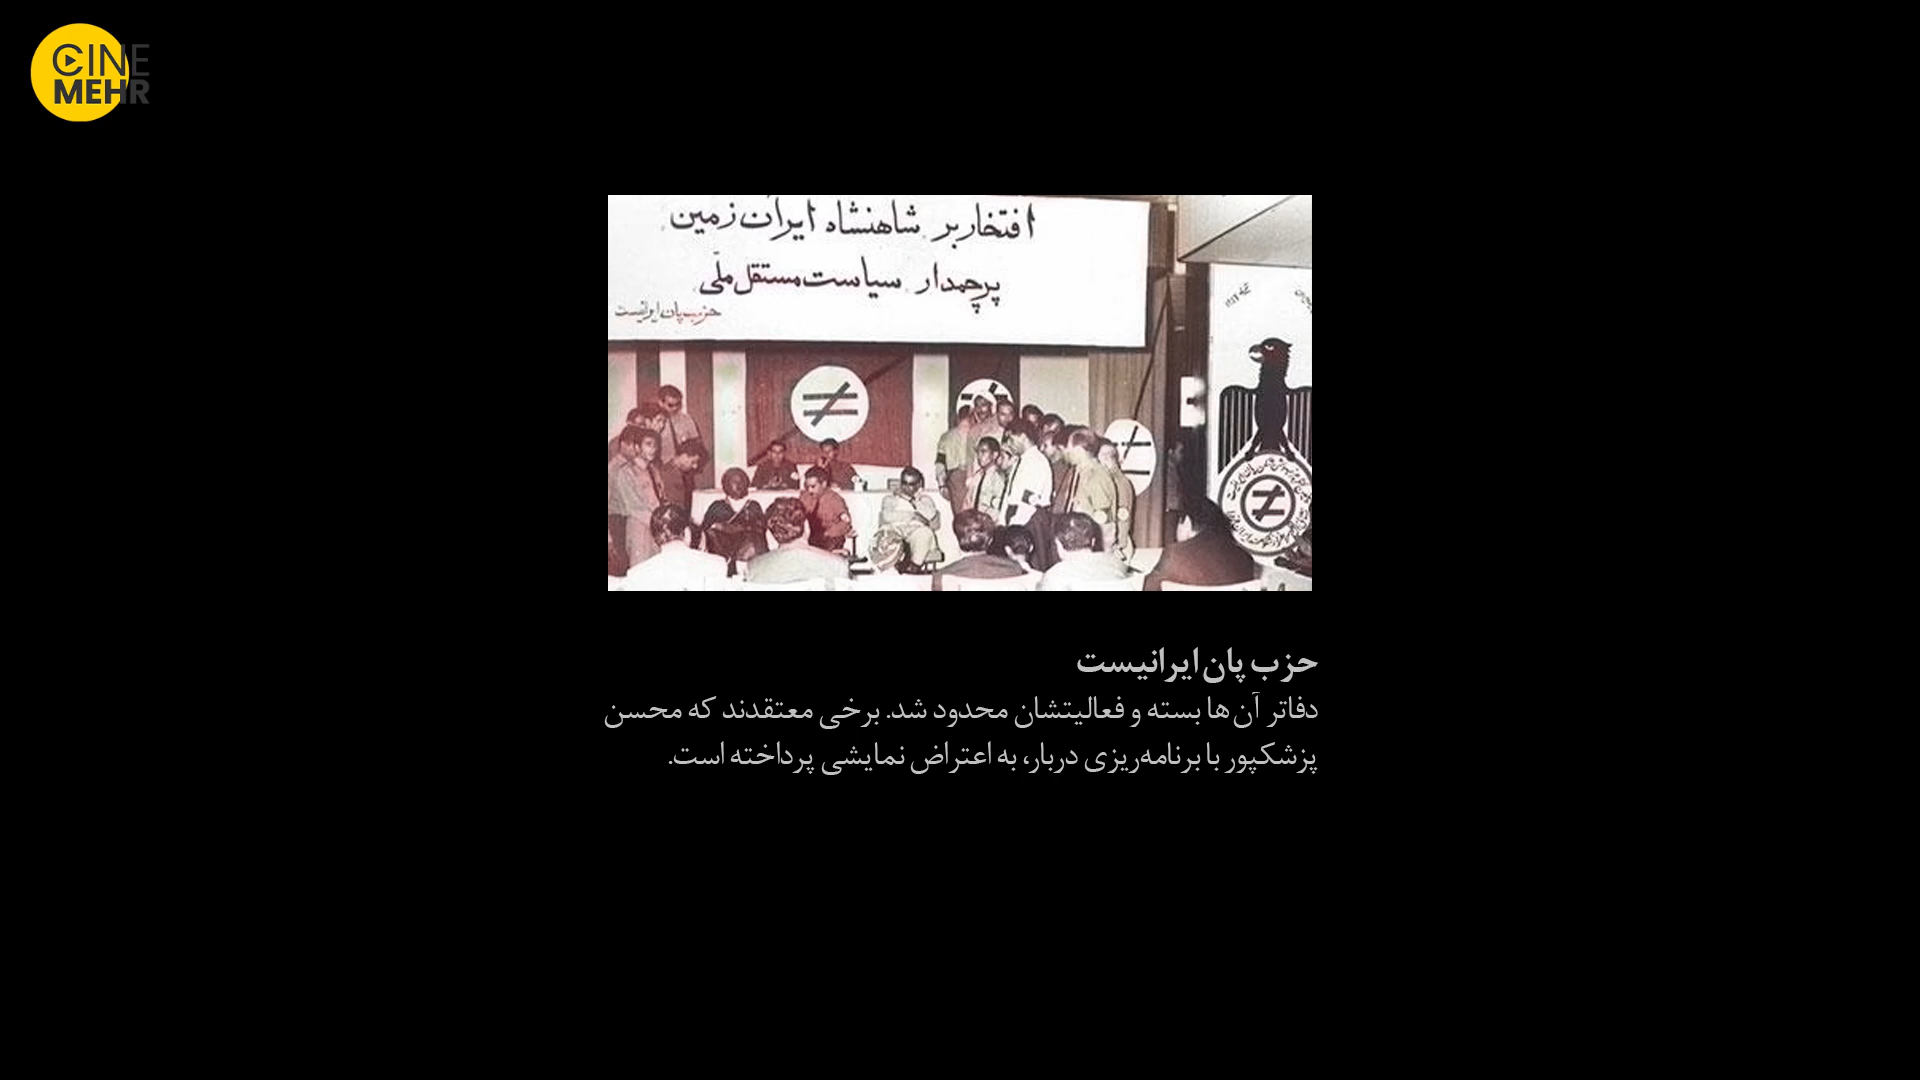 CINE
MEHR
افتخار بر شاهنشاه ایران زمین
پرچمدار سیاست مستقل ملّی
حزب پان ایرانیست
حزب پان ایرانیست
دفاتر آن ها بسته و فعالیتشان محدود شد. برخی معتقدند که محسن
پزشکپور با برنامه‌ریزی دربار، به اعتراض نمایشی پرداخته است.